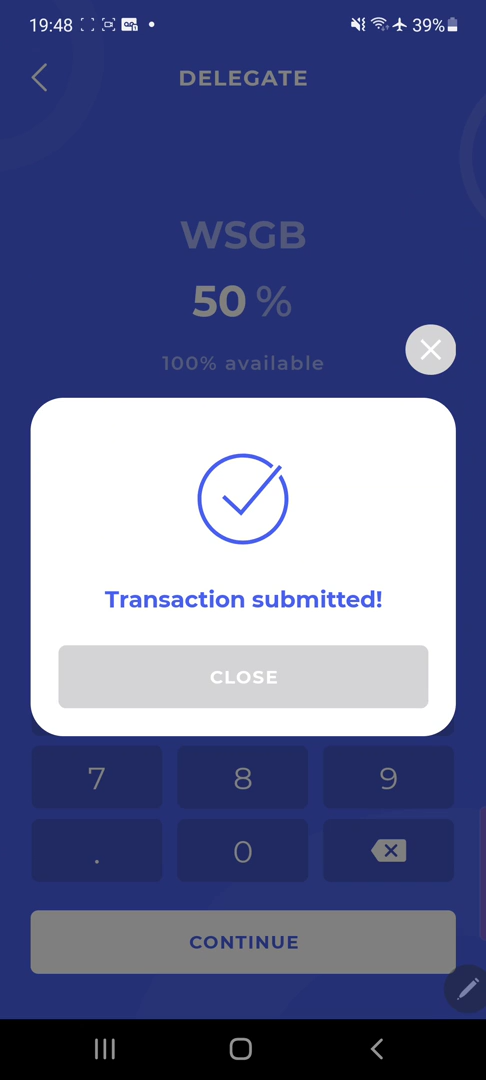 19:48
39%
DELEGATE
WSGB
50 %
100% available
Transaction submitted!
CLOSE
7 8 9
. 0
CONTINUE